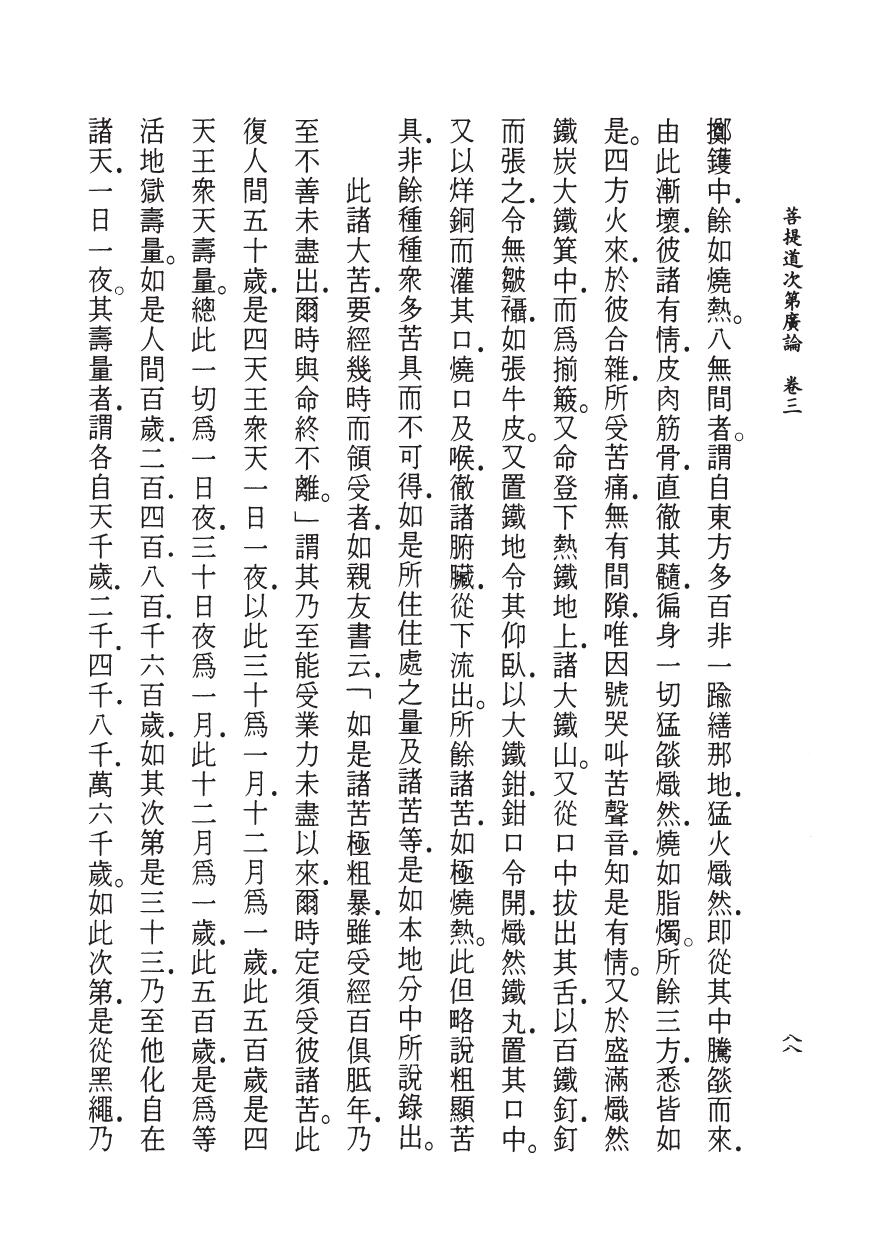 菩提道次第廣論　卷三
八八
擲鑊中．餘如燒熱。八無間者。謂自東方多百非一踰繕那地．猛火熾然．即從其中騰燄而來．
由此漸壞．彼諸有情．皮肉筋骨．直徹其髓．徧身一切猛燄熾然．燒如脂燭。所餘三方．悉皆如
是。四方火來．於彼合雜．所受苦痛．無有間隙．唯因號哭叫苦聲音．知是有情。又於盛滿熾然
鐵炭大鐵箕中．而爲揃簸。又命登下熱鐵地上．諸大鐵山。又從口中拔出其舌．以百鐵釘．釘
而張之．令無皺襵．如張牛皮。又置鐵地令其仰臥．以大鐵鉗．鉗口令開．熾然鐵丸．置其口中。
又以烊銅而灌其口．燒口及喉．徹諸腑臟．從下流出。所餘諸苦．如極燒熱。此但略說粗顯苦
具．非餘種種衆多苦具而不可得．如是所住住處之量及諸苦等．是如本地分中所說錄出。
此諸大苦．要經幾時而領受者．如親友書云．「如是諸苦極粗暴．雖受經百俱胝年．乃
至不善未盡出．爾時與命終不離。」謂其乃至能受業力未盡以來．爾時定須受彼諸苦。此
復人間五十歲．是四天王衆天一日一夜．以此三十爲一月．十二月爲一歲．此五百歲是四
天王衆天壽量。總此一切爲一日夜．三十日夜爲一月．此十二月爲一歲．此五百歲．是爲等
活地獄壽量。如是人間百歲．二百．四百．八百．千六百歲．如其次第是三十三．乃至他化自在
諸天．一日一夜。其壽量者．謂各自天千歲．二千．四千．八千．萬六千歲。如此次第．是從黑繩．乃